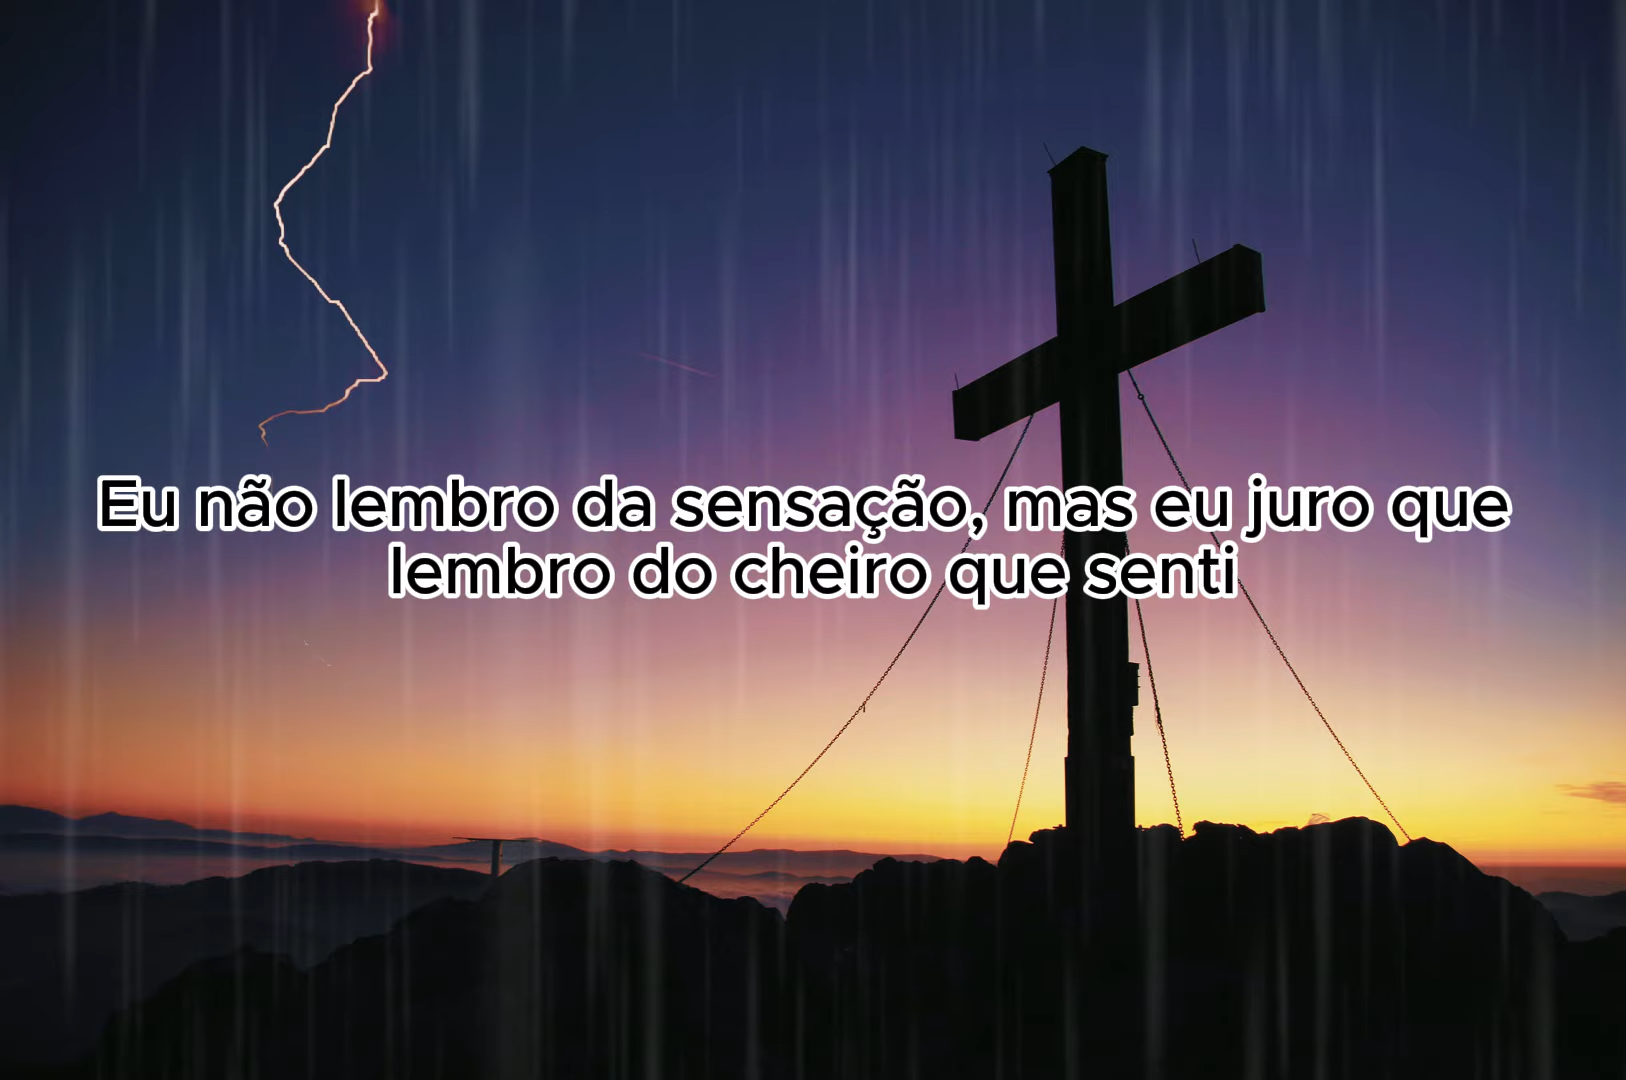 Eu não lembro da sensação, mas eu juro que
lembro do cheiro que senti